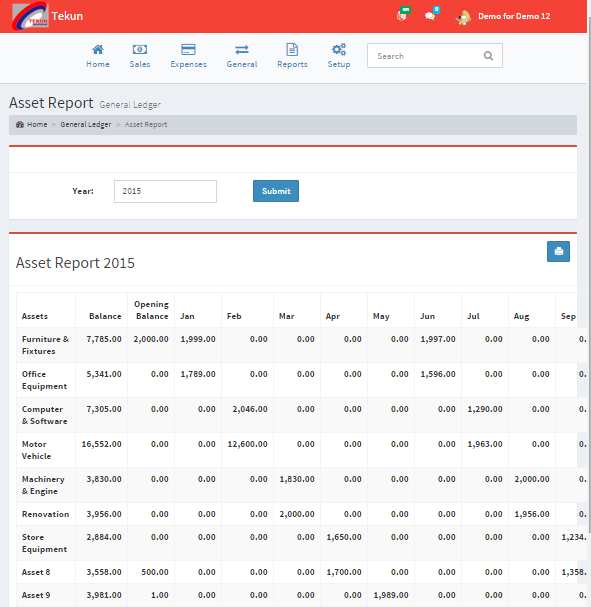 TEKUN Tekun Demo for Demo 12
Home Sales Expenses General Reports Setup Search
Asset Report General Ledger
Home > General Ledger > Asset Report
Year: 2015 Submit
Asset Report 2015
Assets Balance Opening Balance Jan Feb Mar Apr May Jun Jul Aug Sep
Furniture & Fixtures 7,785.00 2,000.00 1,999.00 0.00 0.00 0.00 0.00 1,997.00 0.00 0.00 0.
Office Equipment 5,341.00 0.00 1,789.00 0.00 0.00 0.00 0.00 1,596.00 0.00 0.00 0.
Computer & Software 7,305.00 0.00 0.00 2,046.00 0.00 0.00 0.00 0.00 1,290.00 0.00 0.
Motor Vehicle 16,552.00 0.00 0.00 12,600.00 0.00 0.00 0.00 0.00 1,963.00 0.00 0.
Machinery & Engine 3,830.00 0.00 0.00 0.00 1,830.00 0.00 0.00 0.00 0.00 2,000.00 0.
Renovation 3,956.00 0.00 0.00 0.00 2,000.00 0.00 0.00 0.00 0.00 1,956.00 0.
Store Equipment 2,884.00 0.00 0.00 0.00 0.00 1,650.00 0.00 0.00 0.00 0.00 1,234.
Asset 8 3,558.00 500.00 0.00 0.00 0.00 1,700.00 0.00 0.00 0.00 0.00 1,358.
Asset 9 3,981.00 1.00 0.00 0.00 0.00 0.00 1,989.00 0.00 0.00 0.00 0.